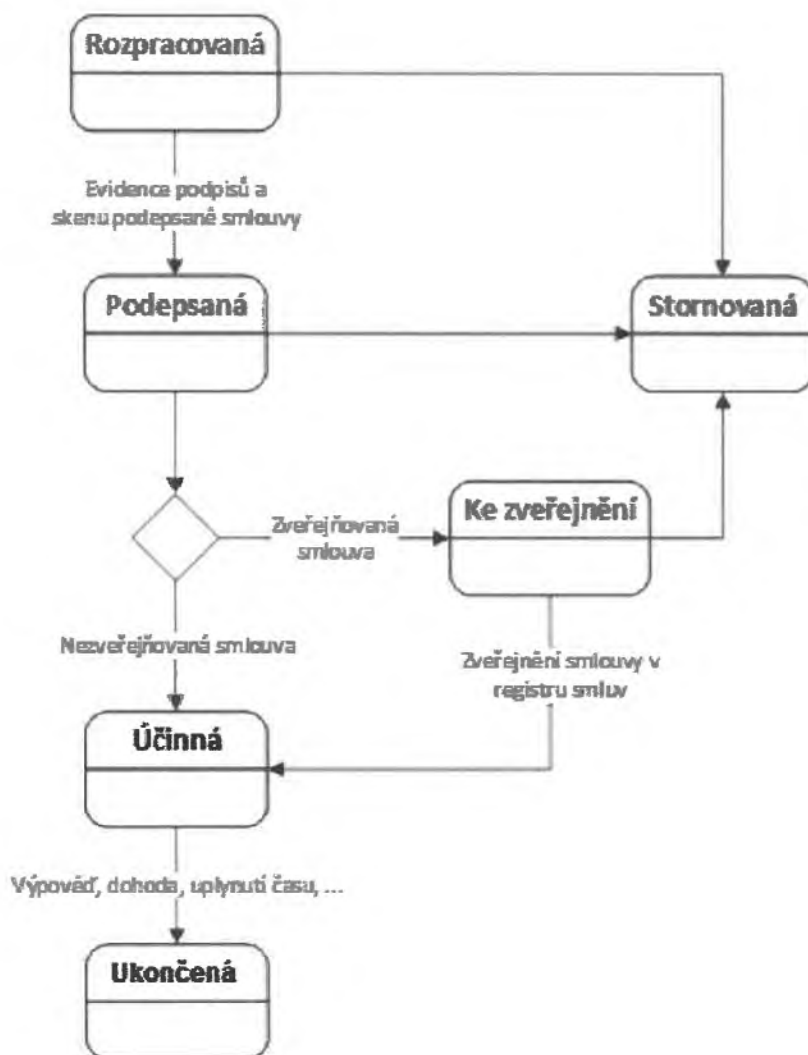 Rozpracovaná
Evidence podpisů a
skenu podepsané smlouvy
Podepsaná
Stornovaná
Ke zveřejnění
Zveřejňovaná
smlouva
Nezveřejňovaná smlouva
Zveřejnění smlouvy v
registru smluv
Účinná
Výpověď, dohoda, uplynutí času, ...
Ukončená